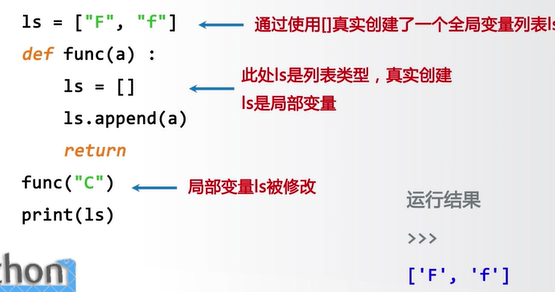 ls = ["F", "f"]
通过使用[]真实创建了一个全局变量列表ls
def func(a) :
ls = []
此处ls是列表类型，真实创建
ls是局部变量
ls.append(a)
return
func("C")
局部变量ls被修改
print(ls)
运行结果
>>>
['F', 'f']
thon